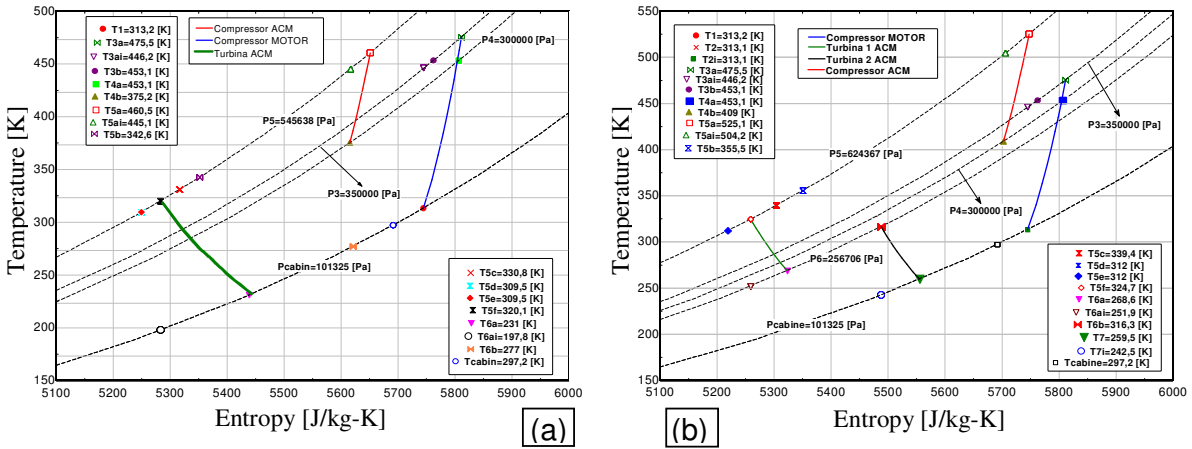 T1=313,2 [K]
T3a=475,5 [K]
T3ai=446,2 [K]
T3b=453,1 [K]
T4a=453,1 [K]
T4b=375,2 [K]
T5a=460,5 [K]
T5ai=445,1 [K]
T5b=342,6 [K]
Compressor ACM
Compressor MOTOR
Turbina ACM
P4=300000 [Pa]
P5=545638 [Pa]
P3=350000 [Pa]
Pcabin=101325 [Pa]
T5c=330,8 [K]
T5d=309,5 [K]
T5e=309,5 [K]
T5f=320,1 [K]
T6a=231 [K]
T6ai=197,8 [K]
T6b=277 [K]
Tcabin=297,2 [K]
500
450
400
350
300
250
200
150
5100 5200 5300 5400 5500 5600 5700 5800 5900 6000
Temperature [K]
Entropy [J/kg-K]
(a)
T1=313,2 [K]
T2=313,1 [K]
T2i=313,1 [K]
T3a=475,5 [K]
T3ai=446,2 [K]
T3b=453,1 [K]
T4a=453,1 [K]
T4b=409 [K]
T5a=525,1 [K]
T5ai=504,2 [K]
T5b=355,5 [K]
Compressor MOTOR
Turbina 1 ACM
Turbina 2 ACM
Compressor ACM
P3=350000 [Pa]
P5=624367 [Pa]
P4=300000 [Pa]
P6=256706 [Pa]
Pcabine=101325 [Pa]
T5c=339,4 [K]
T5d=312 [K]
T5e=312 [K]
T5f=324,7 [K]
T6a=268,6 [K]
T6ai=251,9 [K]
T6b=316,3 [K]
T7=259,5 [K]
T7i=242,5 [K]
Tcabine=297,2 [K]
550
500
450
400
350
300
250
200
150
5100 5200 5300 5400 5500 5600 5700 5800 5900 6000
Temperature [K]
Entropy [J/kg-K]
(b)